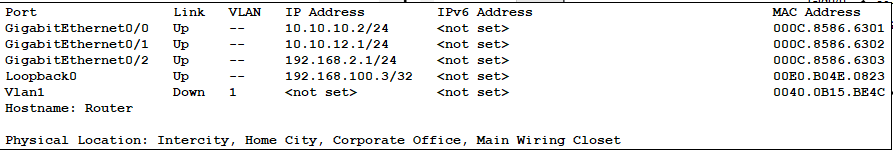 Port Link VLAN IP Address IPv6 Address MAC Address
GigabitEthernet0/0 Up -- 10.10.10.2/24 <not set> 000C.8586.6301
GigabitEthernet0/1 Up -- 10.10.12.1/24 <not set> 000C.8586.6302
GigabitEthernet0/2 Up -- 192.168.2.1/24 <not set> 000C.8586.6303
Loopback0 Up -- 192.168.100.3/32 <not set> 00E0.B04E.0823
Vlan1 Down 1 <not set> <not set> 0040.0B15.BE4C
Hostname: Router
Physical Location: Intercity, Home City, Corporate Office, Main Wiring Closet